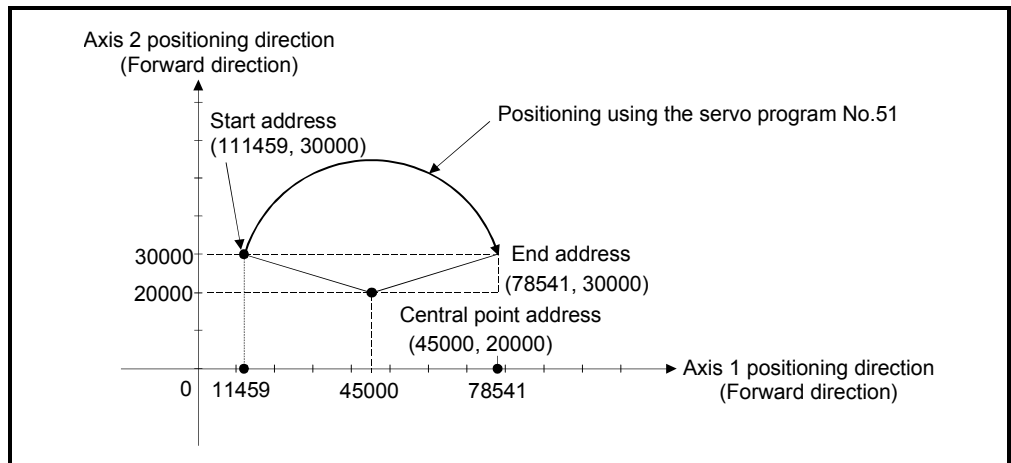 Axis 2 positioning direction
(Forward direction)
Start address
(111459, 30000)
Positioning using the servo program No.51
30000
End address
(78541, 30000)
20000
Central point address
(45000, 20000)
0
11459
45000
78541
Axis 1 positioning direction
(Forward direction)